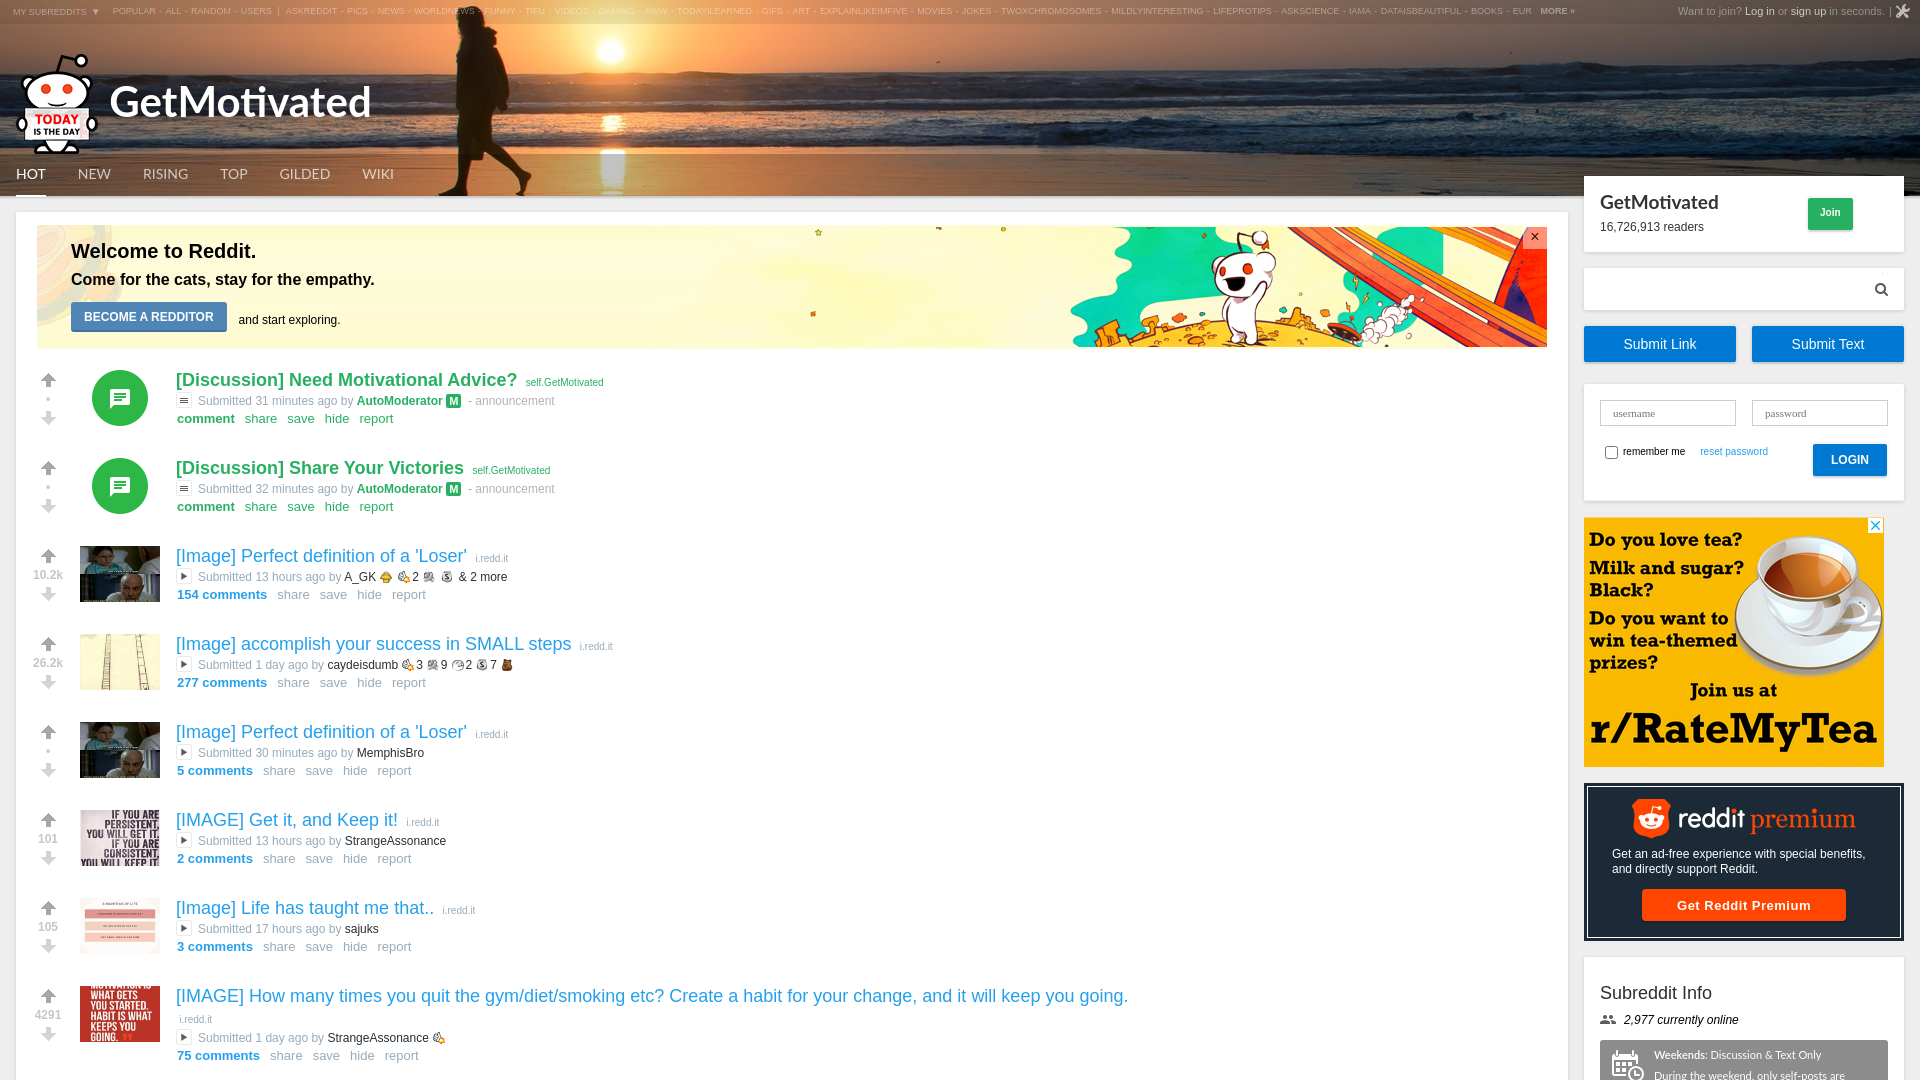 MY SUBREDDITS ▼ POPULAR - ALL - RANDOM - USERS | ASKREDDIT - PICS - NEWS - WORLDNEWS - FUNNY - TIFU - VIDEOS - GAMING - AWW - TODAYILEARNED - GIFS - ART - EXPLAINLIKEIMFIVE - MOVIES - JOKES - TWOXCHROMOSOMES - MILDLYINTERESTING - LIFEPROTIPS - ASKSCIENCE - IAMA - DATAISBEAUTIFUL - BOOKS - EUR MORE »
Want to join? Log in or sign up in seconds. |
TODAY
IS THE DAY
GetMotivated
HOT NEW RISING TOP GILDED WIKI
Welcome to Reddit.
Come for the cats, stay for the empathy.
BECOME A REDDITOR and start exploring.
×
[Discussion] Need Motivational Advice? self.GetMotivated
Submitted 31 minutes ago by AutoModerator M - announcement
comment share save hide report
[Discussion] Share Your Victories self.GetMotivated
Submitted 32 minutes ago by AutoModerator M - announcement
comment share save hide report
10.2k
[Image] Perfect definition of a 'Loser' i.redd.it
Submitted 13 hours ago by A_GK 2 & 2 more
154 comments share save hide report
26.2k
[Image] accomplish your success in SMALL steps i.redd.it
Submitted 1 day ago by caydeisdumb 3 9 2 7
277 comments share save hide report
[Image] Perfect definition of a 'Loser' i.redd.it
Submitted 30 minutes ago by MemphisBro
5 comments share save hide report
101
IF YOU ARE
PERSISTENT,
YOU WILL GET IT.
IF YOU ARE
CONSISTENT,
YOU WILL KEEP IT
[IMAGE] Get it, and Keep it! i.redd.it
Submitted 13 hours ago by StrangeAssonance
2 comments share save hide report
105
[Image] Life has taught me that.. i.redd.it
Submitted 17 hours ago by sajuks
3 comments share save hide report
4291
MOTIVATION IS
WHAT GETS
YOU STARTED.
HABIT IS WHAT
KEEPS YOU
GOING.
[IMAGE] How many times you quit the gym/diet/smoking etc? Create a habit for your change, and it will keep you going.
i.redd.it
Submitted 1 day ago by StrangeAssonance
75 comments share save hide report
GetMotivated
16,726,913 readers
Join
Submit Link Submit Text
username password
remember me reset password LOGIN
Do you love tea?
Milk and sugar?
Black?
Do you want to
win tea-themed
prizes?
Join us at
r/RateMyTea
reddit premium
Get an ad-free experience with special benefits,
and directly support Reddit.
Get Reddit Premium
Subreddit Info
2,977 currently online
Weekends: Discussion & Text Only
During the weekend, only self-posts are